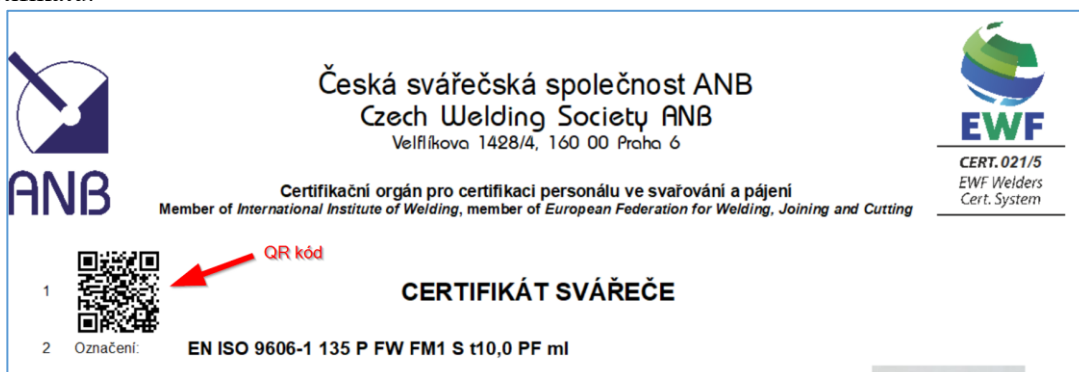 Česká svářečská společnost ANB
Czech Welding Society ANB
Velflíkova 1428/4, 160 00 Praha 6
ANB
EWF
CERT. 021/5
EWF Welders
Cert. System
Certifikační orgán pro certifikaci personálu ve svařování a pájení
Member of International Institute of Welding, member of European Federation for Welding, Joining and Cutting
QR kód
1
CERTIFIKÁT SVÁŘEČE
2 Označení: EN ISO 9606-1 135 P FW FM1 S t10,0 PF ml